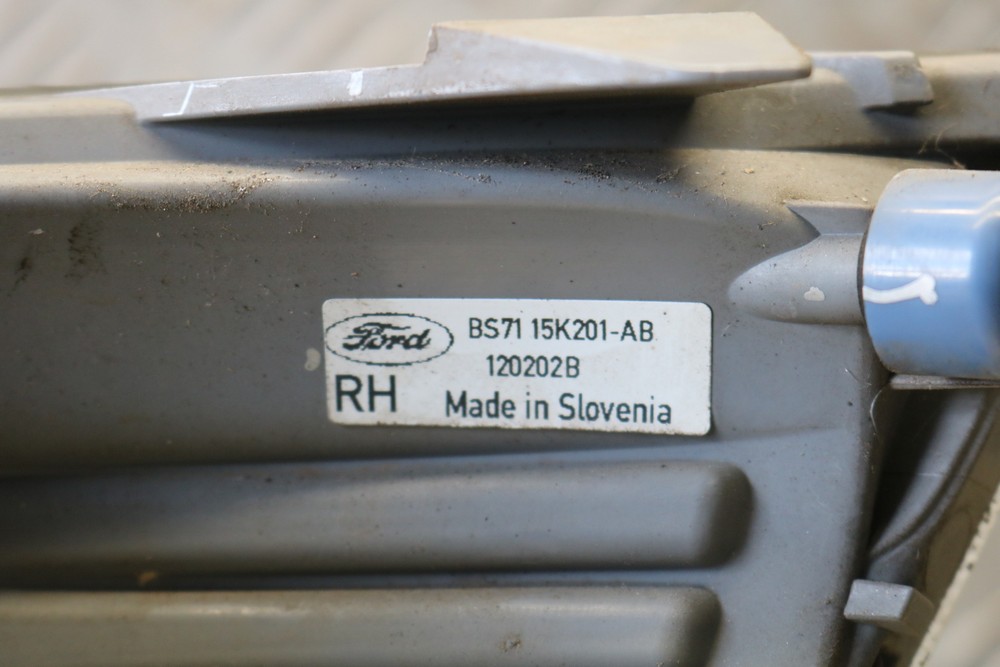 Ford
BS71 15K201-AB
120202B
RH
Made in Slovenia